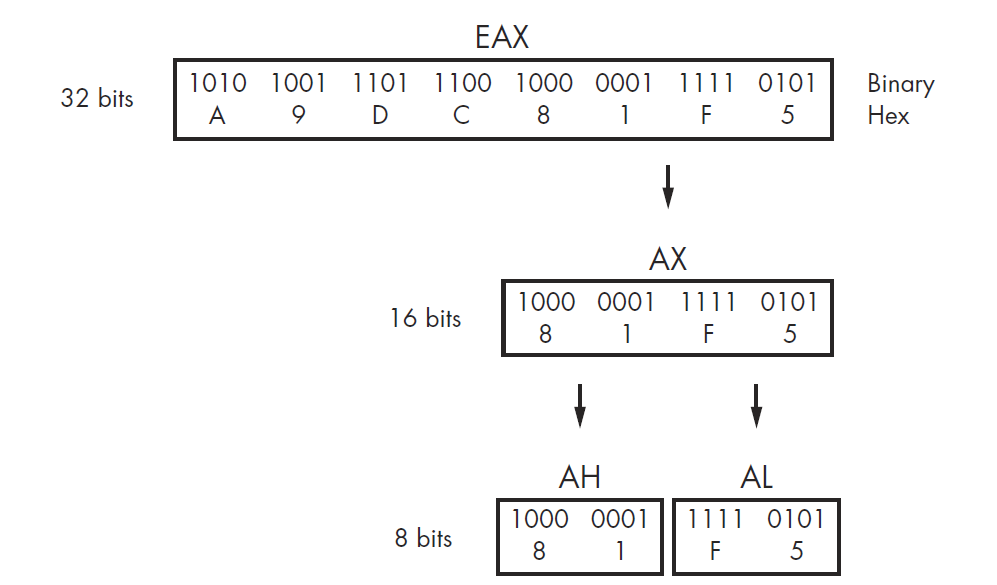 EAX
32 bits
1010 1001 1101 1100 1000 0001 1111 0101 Binary
A 9 D C 8 1 F 5 Hex
AX
16 bits
1000 0001 1111 0101
8 1 F 5
AH AL
8 bits
1000 0001 1111 0101
8 1 F 5